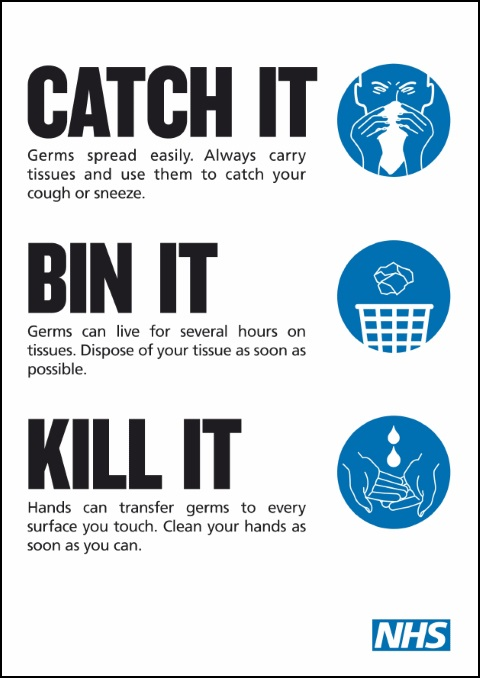 CATCH IT
Germs spread easily. Always carry
tissues and use them to catch your
cough or sneeze.
BIN IT
Germs can live for several hours on
tissues. Dispose of your tissue as soon as
possible.
KILL IT
Hands can transfer germs to every
surface you touch. Clean your hands as
soon as you can.
NHS